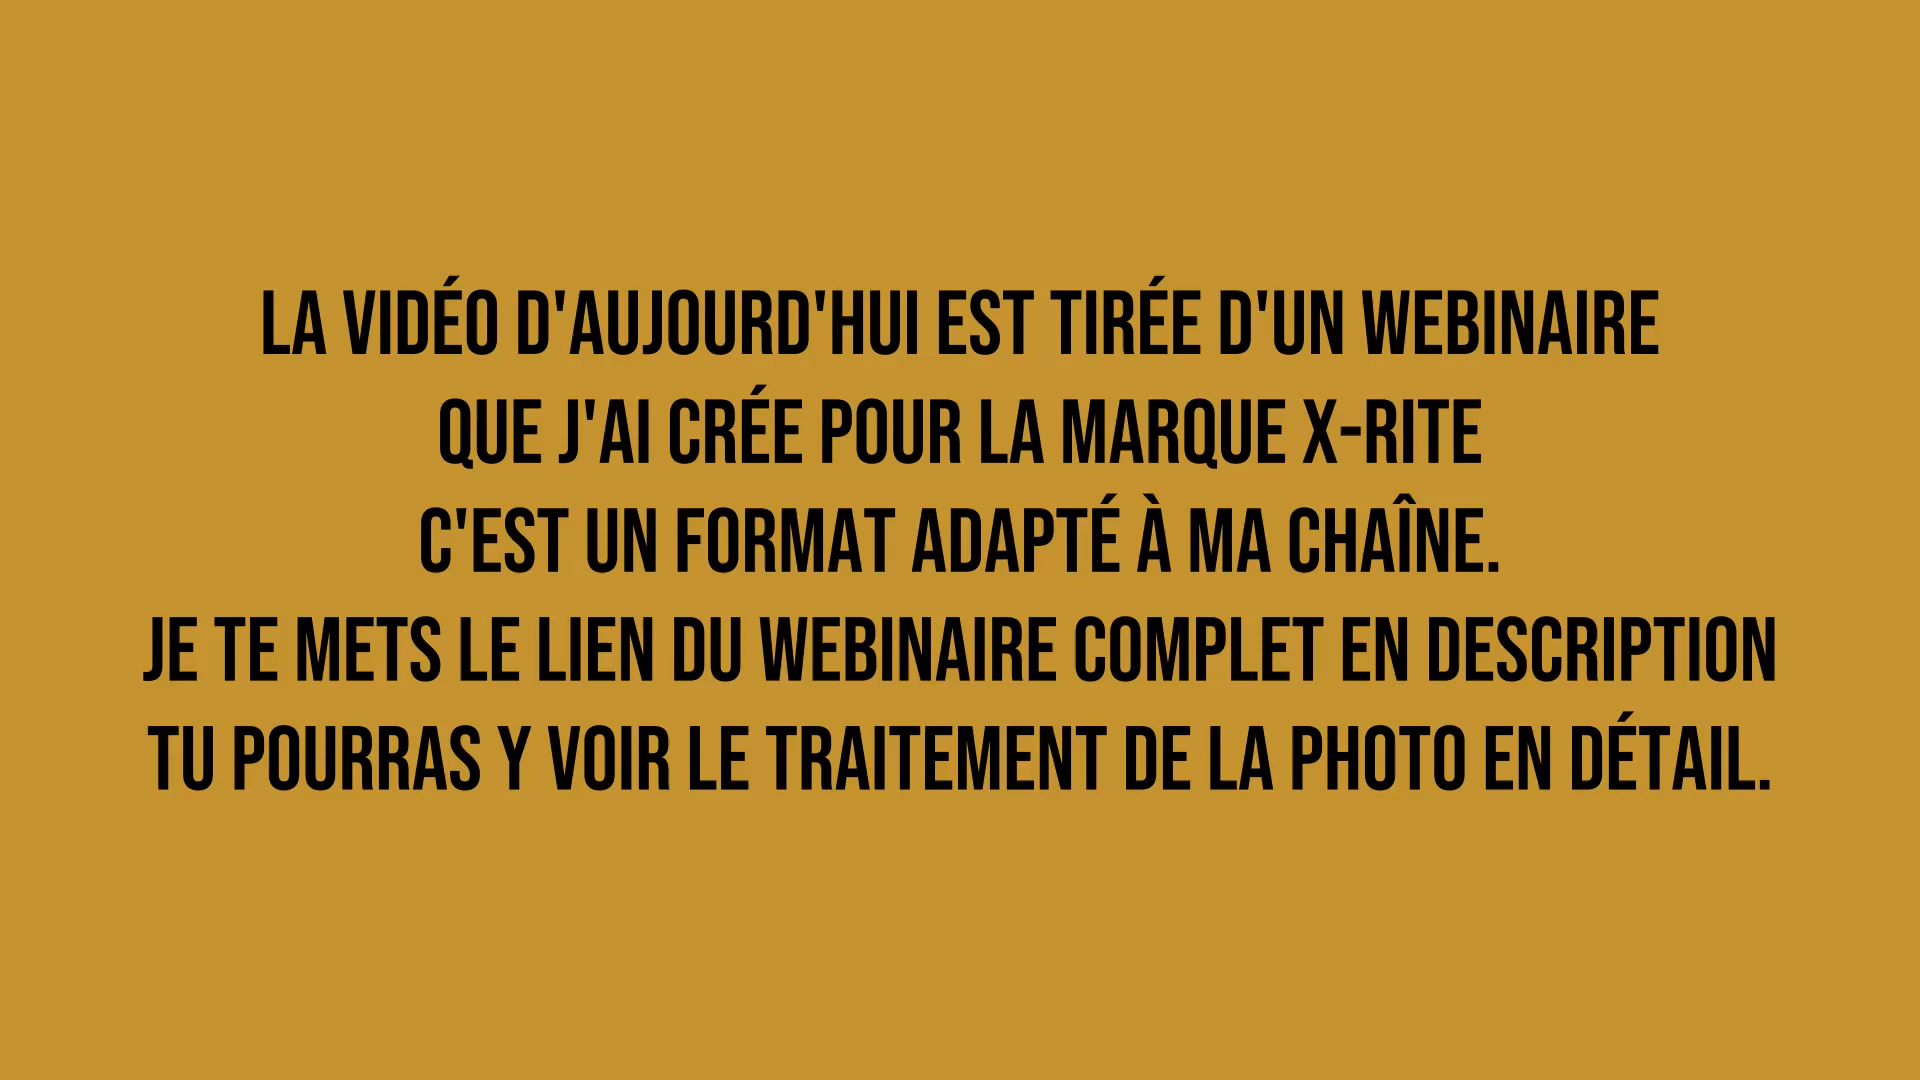 LA VIDÉO D'AUJOURD'HUI EST TIRÉE D'UN WEBINAIRE
QUE J'AI CRÉE POUR LA MARQUE X-RITE
C'EST UN FORMAT ADAPTÉ À MA CHAÎNE.
JE TE METS LE LIEN DU WEBINAIRE COMPLET EN DESCRIPTION
TU POURRAS Y VOIR LE TRAITEMENT DE LA PHOTO EN DÉTAIL.